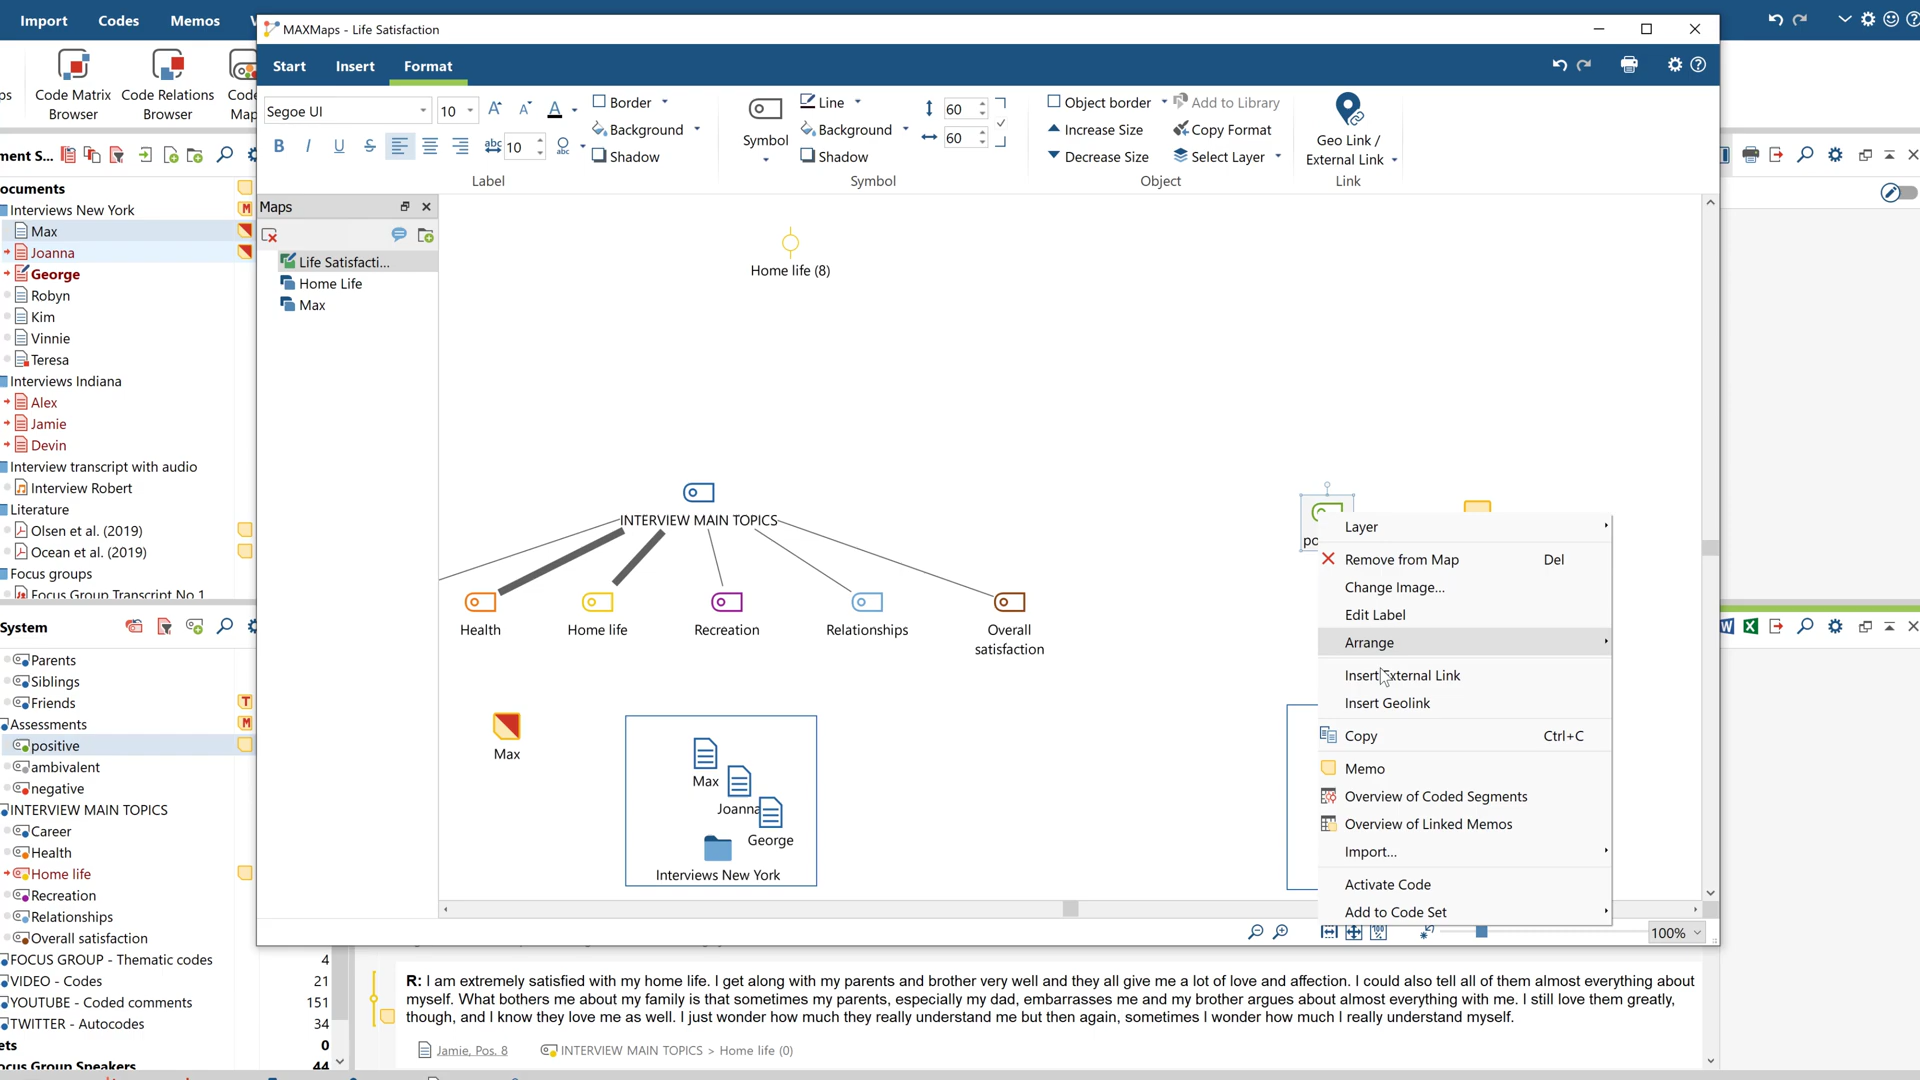 Import Codes Memos
MAXMaps - Life Satisfaction
Start Insert Format
Code Matrix
Browser
Code Relations
Browser
Segoe UI 10
Border
Background
Shadow
abc 10
Label
Symbol
Line
Background
Shadow
60
60
Symbol
Object border
Increase Size
Decrease Size
Add to Library
Copy Format
Select Layer
Object
Geo Link /
External Link
Link
Maps
Life Satisfacti...
Home Life
Max
ment S...
ocuments
Interviews New York
Max
Joanna
George
Robyn
Kim
Vinnie
Teresa
Interviews Indiana
Alex
Jamie
Devin
Interview transcript with audio
Interview Robert
Literature
Olsen et al. (2019)
Ocean et al. (2019)
Focus groups
Focus Group Transcript No 1
System
Parents
Siblings
Friends
Assessments
positive
ambivalent
negative
INTERVIEW MAIN TOPICS
Career
Health
Home life
Recreation
Relationships
Overall satisfaction
FOCUS GROUP - Thematic codes 4
VIDEO - Codes 21
YOUTUBE - Coded comments 151
TWITTER - Autocodes 34
ets 0
ocus Group Speakers 44
Home life (8)
INTERVIEW MAIN TOPICS
Health
Home life
Recreation
Relationships
Overall
satisfaction
Max
Max
Joanna
George
Interviews New York
po
Layer
Remove from Map Del
Change Image...
Edit Label
Arrange
Insert External Link
Insert Geolink
Copy Ctrl+C
Memo
Overview of Coded Segments
Overview of Linked Memos
Import...
Activate Code
Add to Code Set
100%
R: I am extremely satisfied with my home life. I get along with my parents and brother very well and they all give me a lot of love and affection. I could also tell all of them almost everything about
myself. What bothers me about my family is that sometimes my parents, especially my dad, embarrasses me and my brother argues about almost everything with me. I still love them greatly,
though, and I know they love me as well. I just wonder how much they really understand me but then again, sometimes I wonder how much I really understand myself.
Jamie, Pos. 8 INTERVIEW MAIN TOPICS > Home life (0)